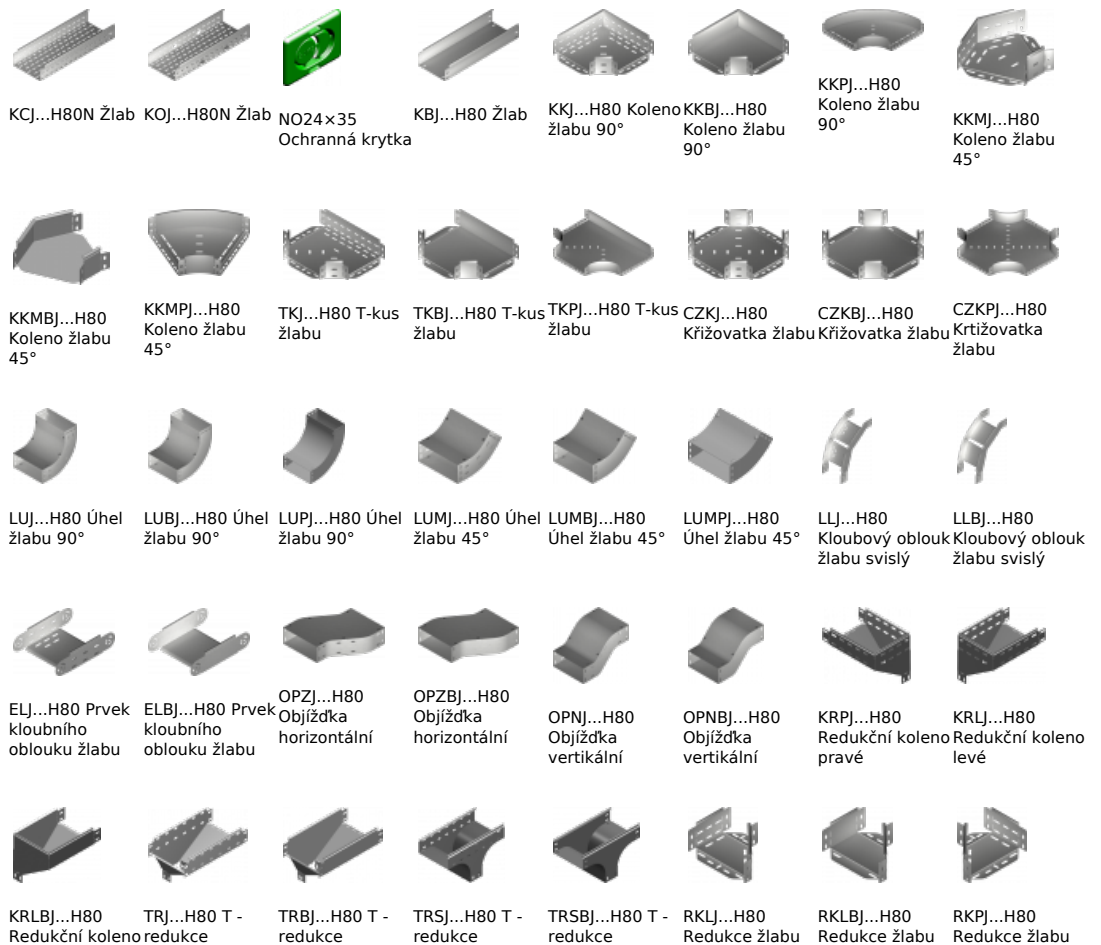 KCJ...H80N Žlab
KOJ...H80N Žlab
NO24×35
Ochranná krytka
KBJ...H80 Žlab
KKJ...H80 Koleno
žlabu 90°
KKBJ...H80
Koleno žlabu
90°
KKPJ...H80
Koleno žlabu
90°
KKMJ...H80
Koleno žlabu
45°
KKMBJ...H80
Koleno žlabu
45°
KKMPJ...H80
Koleno žlabu
45°
TKJ...H80 T-kus
žlabu
TKBJ...H80 T-kus
žlabu
TKPJ...H80 T-kus
žlabu
CZKJ...H80
Křižovatka žlabu
CZKBJ...H80
Křižovatka žlabu
CZKPJ...H80
Krtižovatka
žlabu
LUJ...H80 Úhel
žlabu 90°
LUBJ...H80 Úhel
žlabu 90°
LUPJ...H80 Úhel
žlabu 90°
LUMJ...H80 Úhel
žlabu 45°
LUMBJ...H80
Úhel žlabu 45°
LUMPJ...H80
Úhel žlabu 45°
LLJ...H80
Kloubový oblouk
žlabu svislý
LLBJ...H80
Kloubový oblouk
žlabu svislý
ELJ...H80 Prvek
kloubního
oblouku žlabu
ELBJ...H80 Prvek
kloubního
oblouku žlabu
OPZJ...H80
Objížďka
horizontální
OPZBJ...H80
Objížďka
horizontální
OPNJ...H80
Objížďka
vertikální
OPNBJ...H80
Objížďka
vertikální
KRPJ...H80
Redukční koleno
pravé
KRLJ...H80
Redukční koleno
levé
KRLBJ...H80
Redukční koleno
TRJ...H80 T -
redukce
TRBJ...H80 T -
redukce
TRSJ...H80 T -
redukce
TRSBJ...H80 T -
redukce
RKLJ...H80
Redukce žlabu
RKLBJ...H80
Redukce žlabu
RKPJ...H80
Redukce žlabu